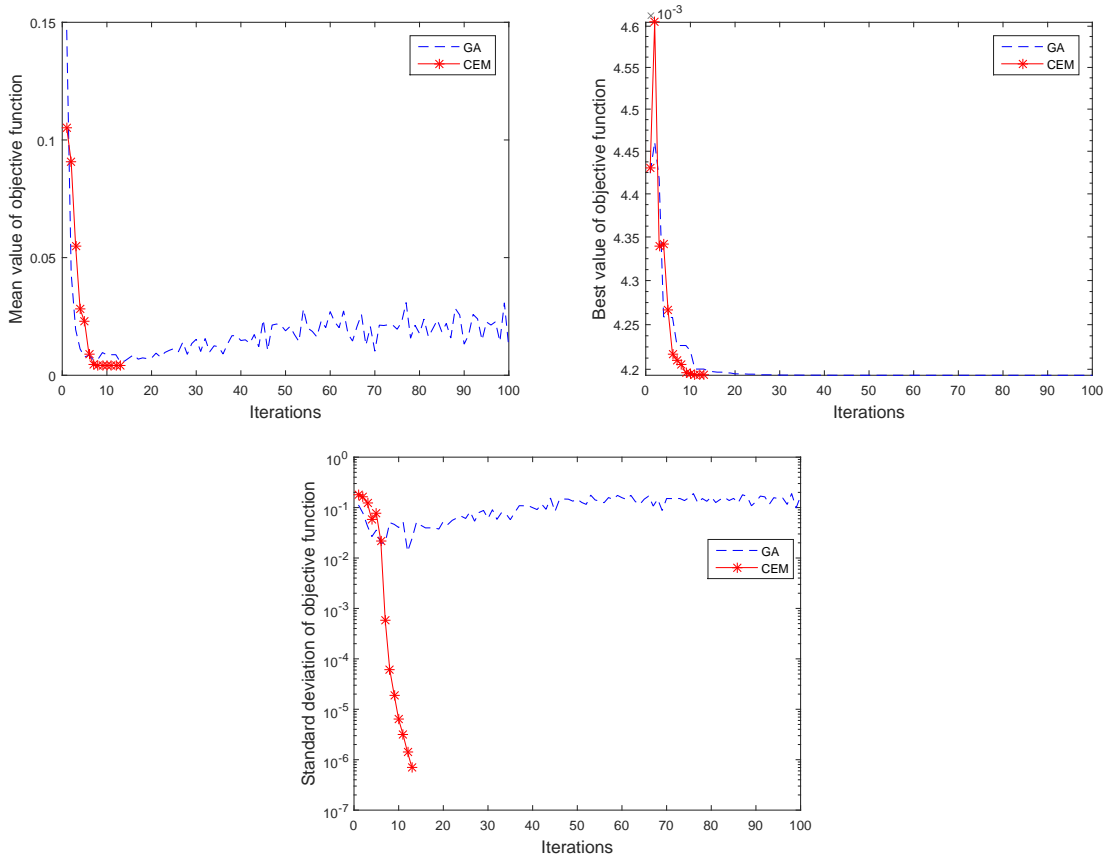 0.15
0.1
0.05
0
Mean value of objective function
GA
CEM
0 10 20 30 40 50 60 70 80 90 100
Iterations
×10-3
4.6
4.55
4.5
4.45
4.4
4.35
4.3
4.25
4.2
Best value of objective function
GA
CEM
0 10 20 30 40 50 60 70 80 90 100
Iterations
10^0
10^-1
10^-2
10^-3
10^-4
10^-5
10^-6
10^-7
Standard deviation of objective function
GA
CEM
0 10 20 30 40 50 60 70 80 90 100
Iterations